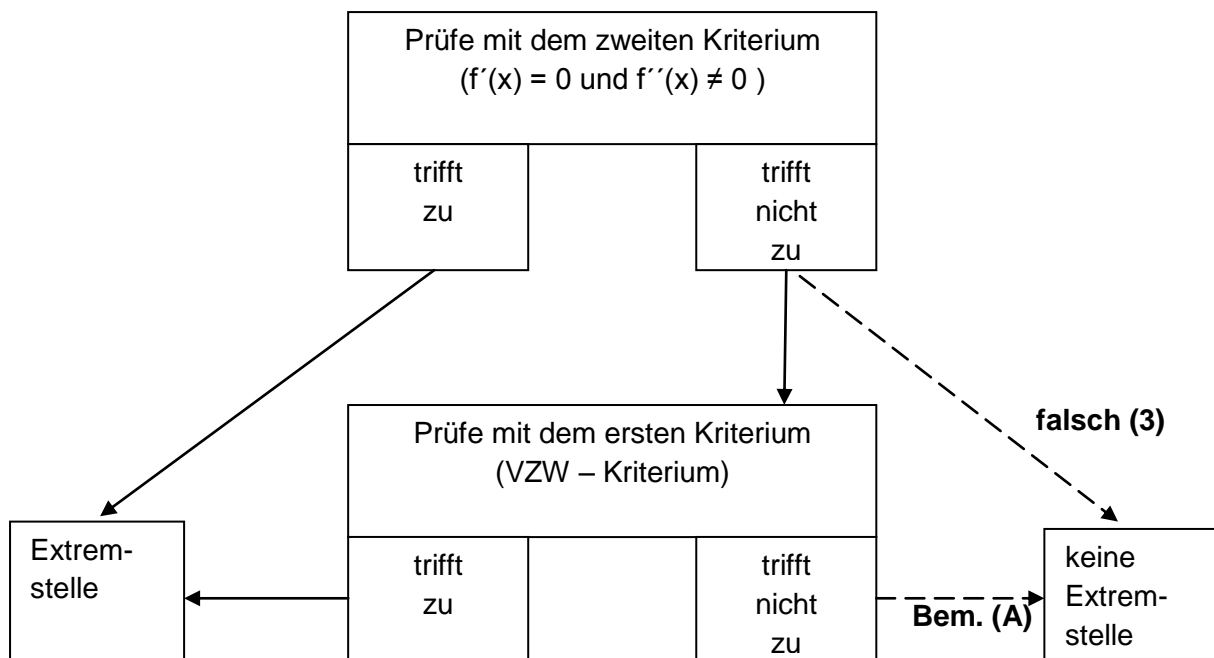 Prüfe mit dem zweiten Kriterium
(f´(x) = 0 und f´´(x) ≠ 0 )
trifft
zu
trifft
nicht
zu
falsch (3)
Prüfe mit dem ersten Kriterium
(VZW – Kriterium)
Extrem-
stelle
trifft
zu
trifft
nicht
zu
Bem. (A)
keine
Extrem-
stelle